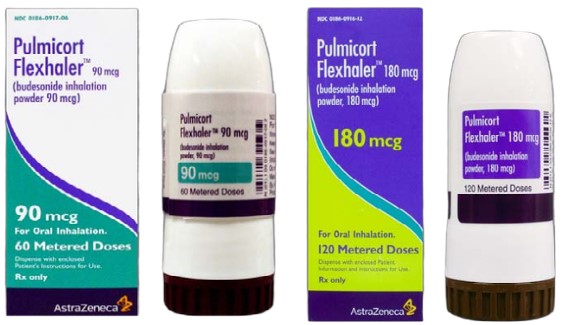 NDC 0186-0917-06
Pulmicort
Flexhaler™ 90 mcg
(budesonide inhalation
powder 90 mcg)
90 mcg
For Oral Inhalation.
60 Metered Doses
Dispense with enclosed
Patient's Instructions for Use.
Rx only
AstraZeneca
Pulmicort
Flexhaler™ 90 mcg
(budesonide inhalation
powder, 90 mcg)
90 mcg
60 Metered Doses
NDC 0186-0916-12
Pulmicort
Flexhaler™ 180 mcg
(budesonide inhalation
powder, 180 mcg)
180 mcg
For Oral Inhalation.
120 Metered Doses
Dispense with enclosed Patient
Information and Instructions for Use.
Rx only
AstraZeneca
Pulmicort
Flexhaler™ 180 mcg
(budesonide inhalation
powder, 180 mcg)
120 Metered Doses